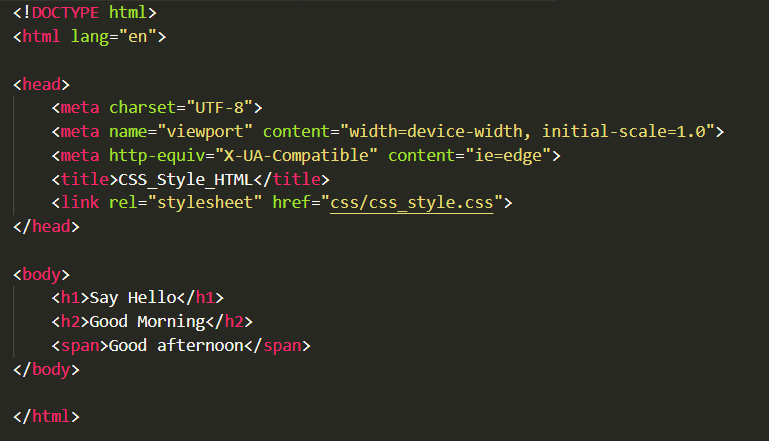 <!DOCTYPE html>
<html lang="en">
<head>
<meta charset="UTF-8">
<meta name="viewport" content="width=device-width, initial-scale=1.0">
<meta http-equiv="X-UA-Compatible" content="ie=edge">
<title>CSS_Style_HTML</title>
<link rel="stylesheet" href="css/css_style.css">
</head>
<body>
<h1>Say Hello</h1>
<h2>Good Morning</h2>
<span>Good afternoon</span>
</body>
</html>